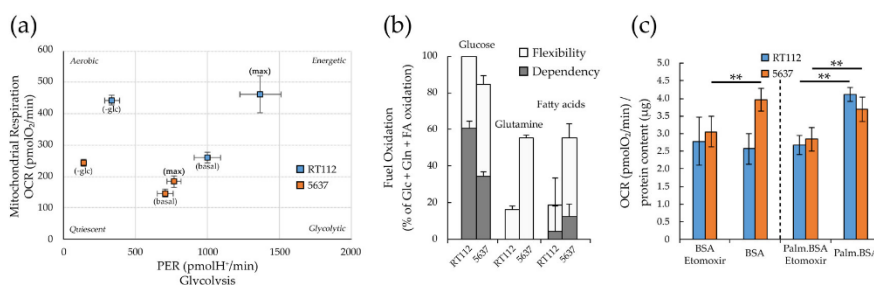 (a)
Mitochondrial Respiration
OCR (pmolO₂/min)
600
500
400
300
200
100
0
Aerobic
Energetic
(max)
(-glc)
(basal)
(-glc)
(max)
(basal)
RT112
5637
Quiescent
Glycolytic
0
500
1000
1500
2000
PER (pmolH⁺/min)
Glycolysis
(b)
Fuel Oxidation
(% of Glc + Gln + FA oxidation)
100
80
60
40
20
0
Glucose
Flexibility
Dependency
Glutamine
Fatty acids
RT112
5637
RT112
5637
RT112
5637
(c)
OCR (pmolO₂/min) /
protein content (μg)
5.0
4.5
4.0
3.5
3.0
2.5
2.0
1.5
1.0
0.5
0.0
RT112
5637
**
**
**
BSA
Etomoxir
BSA
Palm.BSA
Etomoxir
Palm.BSA